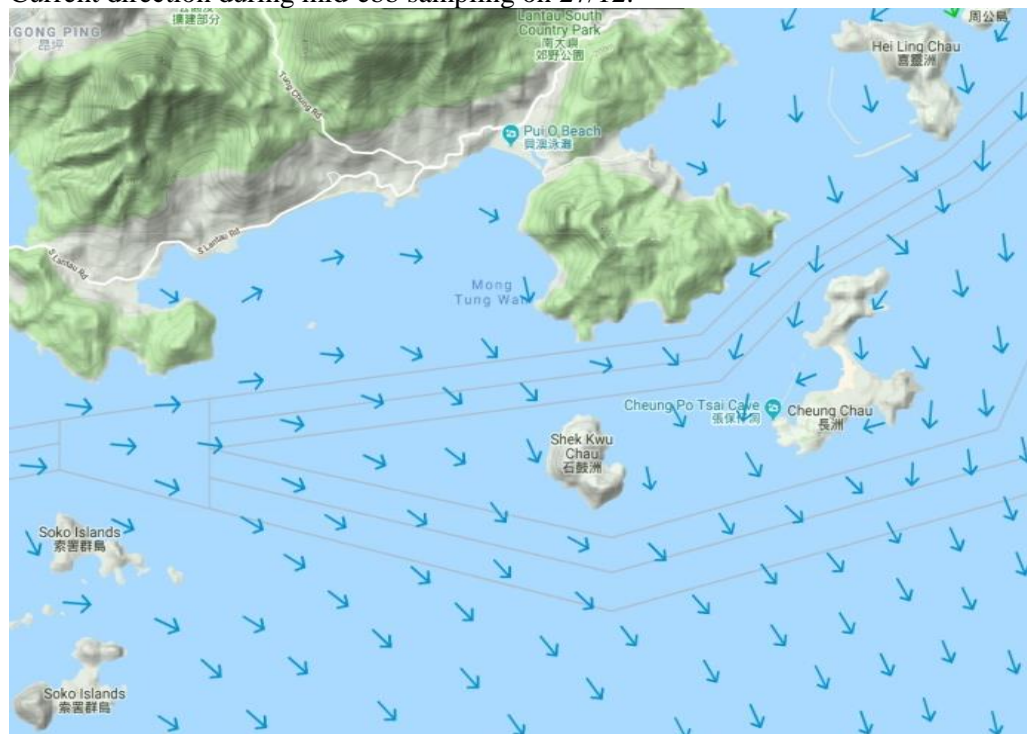 Current direction during mid-ebb sampling on 27/12:
擴建部分
Lantau South
Country Park
南大嶼
郊野公園
周公島
Hei Ling Chau
喜靈洲
GONG PING
昂坪
Tung Chung Rd
Pui O Beach
貝澳泳灘
S Lantau Rd
S Lantau Rd
Mong
Tung Wan
Cheung Po Tsai Cave
張保仔洞
Cheung Chau
長洲
Shek Kwu
Chau
石鼓洲
Soko Islands
索罟群島
Soko Islands
索罟群島